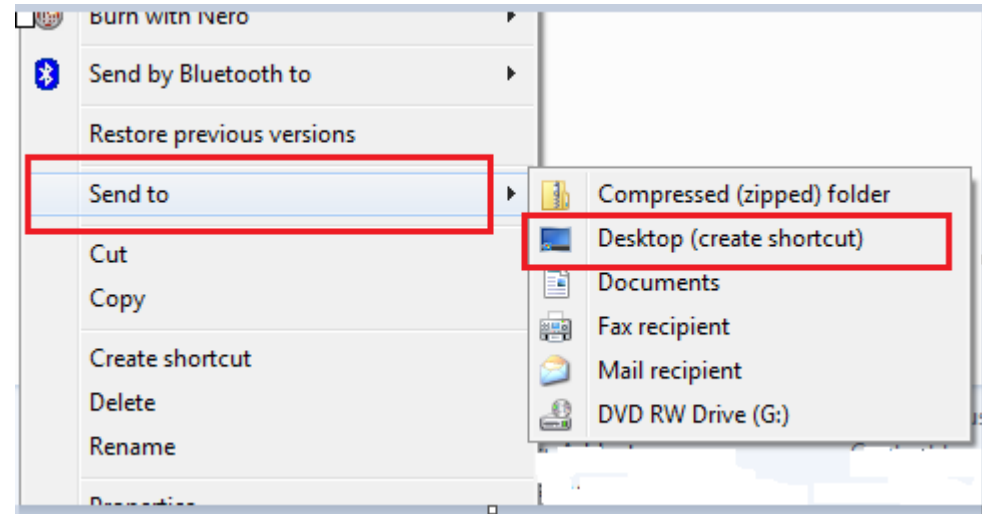 Burn with Nero
Send by Bluetooth to
Restore previous versions
Send to
Cut
Copy
Create shortcut
Delete
Rename
Properties
Compressed (zipped) folder
Desktop (create shortcut)
Documents
Fax recipient
Mail recipient
DVD RW Drive (G:)